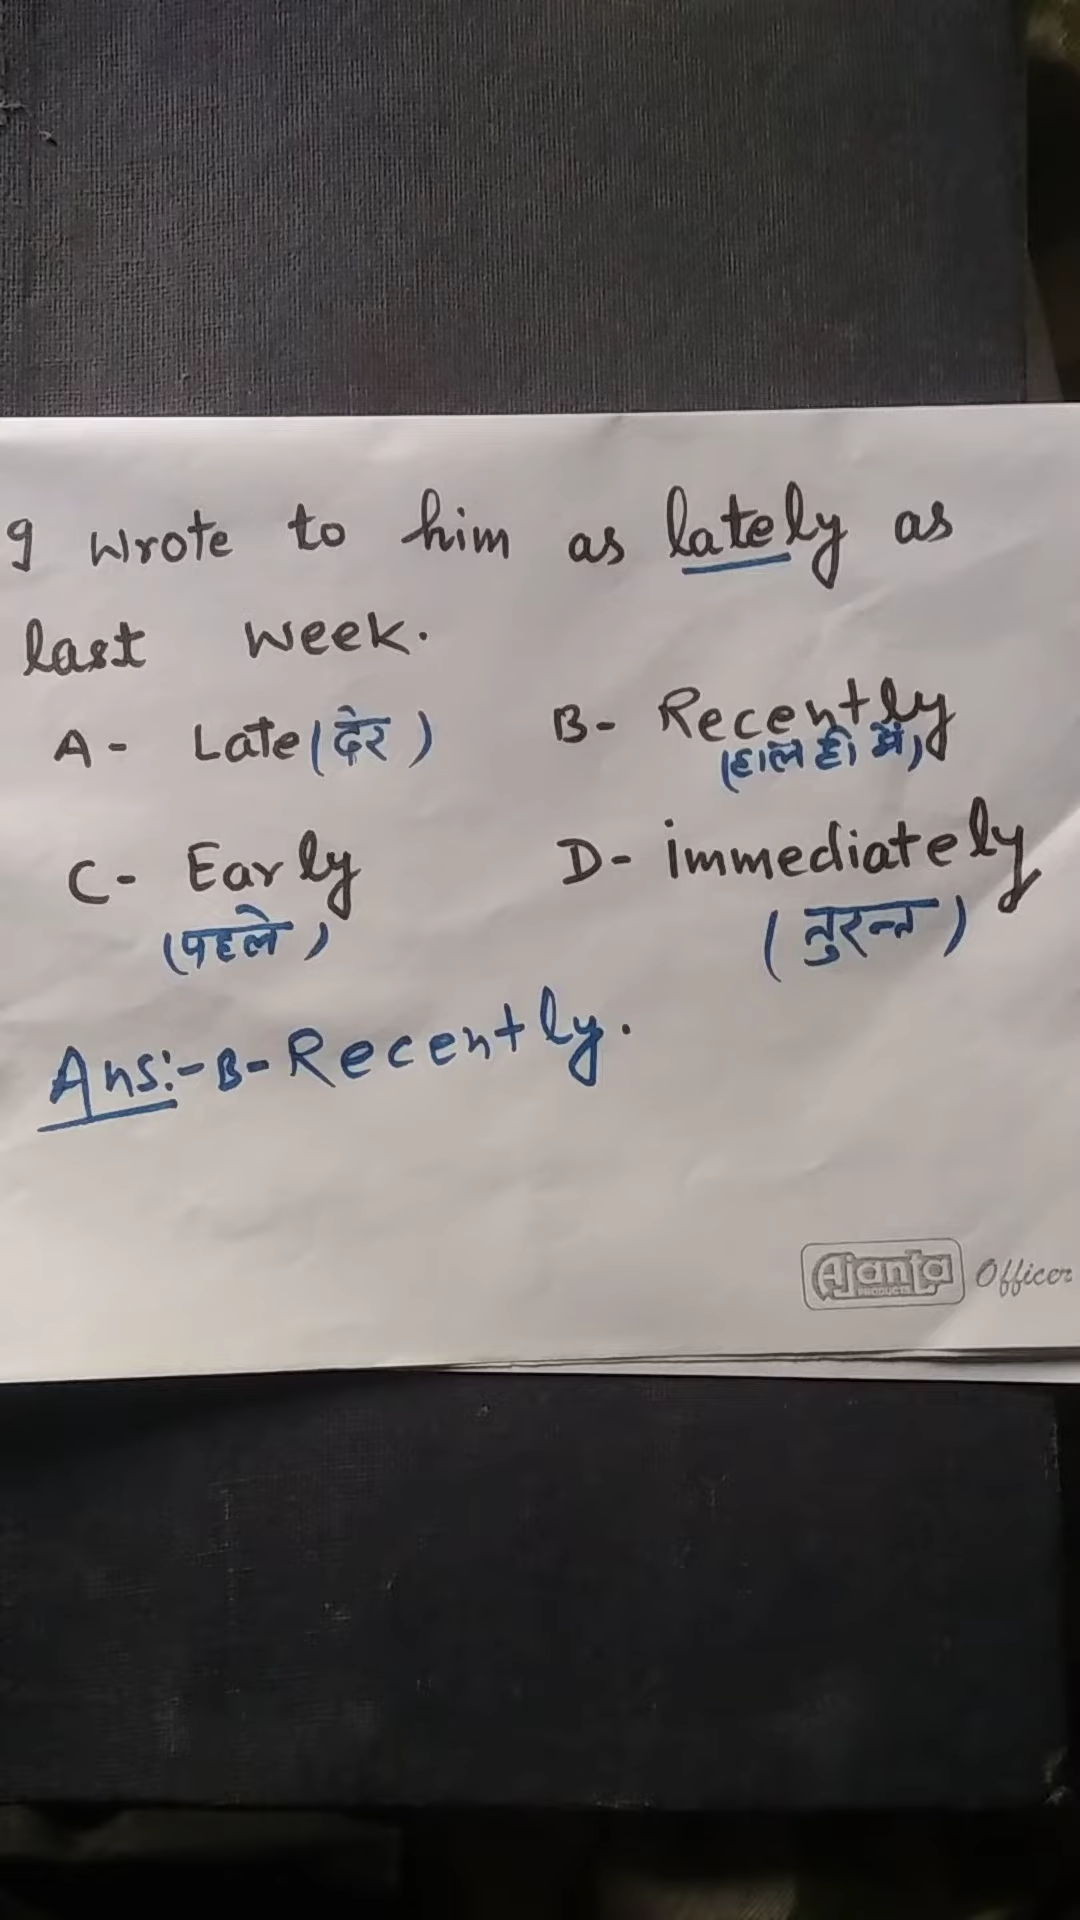 I wrote to him as lately as
last week.
A- Late (देर) B- Recently
(हाल ही में)
C- Early D- immediately
(पहले) (तुरन्त)
Ans:- B- Recently.
Ajanta Officer
PRODUCTS